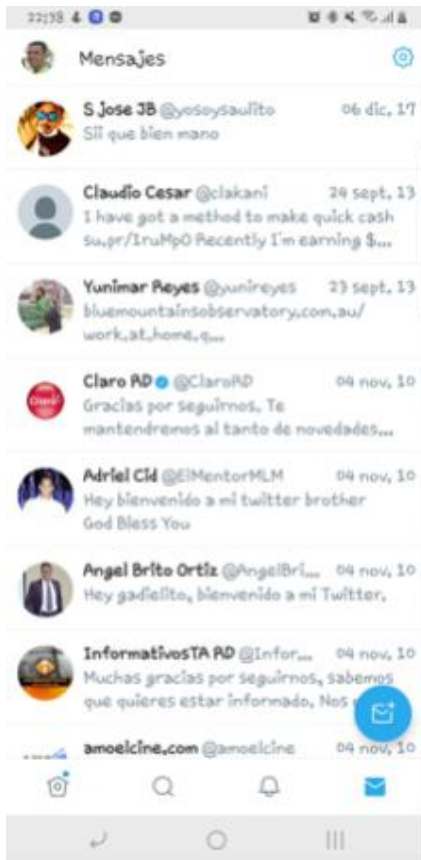 22:38
Mensajes
S jose JB @yosoysaulito 06 dic, 17
Sii que bien mano
Claudio Cesar @clakani 24 sept, 13
I have got a method to make quick cash
su.pr/1ruMpO Recently I'm earning $...
Yunimar Reyes @yunireyes 23 sept, 13
bluemountainsobservatory.com.au/
work.at.home.q...
Claro RD @ClaroRD 04 nov, 10
Claro
Gracias por seguirnos. Te
mantendremos al tanto de novedades...
Adriel Cid @ElMentorMLM 04 nov, 10
Hey bienvenido a mi twitter brother
God Bless You
Angel Brito Ortiz @AngelBri... 04 nov, 10
Hey gadielito, bienvenido a mi Twitter.
InformativosTA RD @Infor... 04 nov, 10
Muchas gracias por seguirnos, sabemos
que quieres estar informado. Nos
amoelcine.com @amoelcine 04 nov, 10